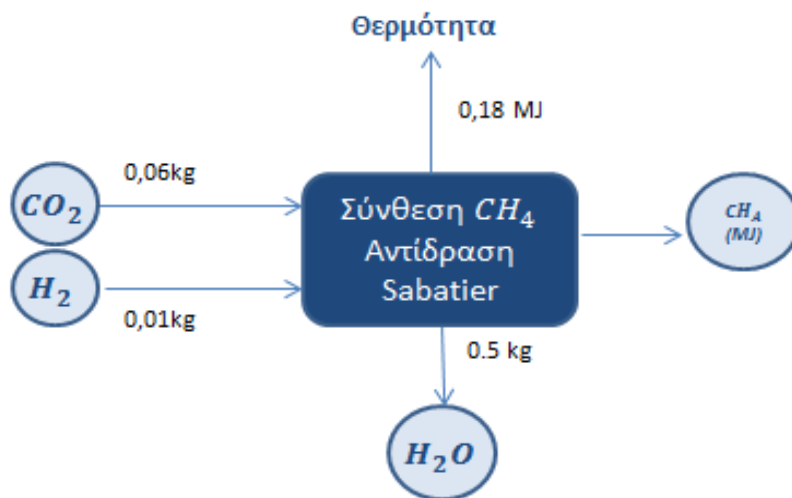 Θερμότητα
0,18 MJ
0,06kg
CO₂
Σύνθεση CH₄
Αντίδραση
Sabatier
CH_A
(MJ)
H₂
0,01kg
0.5 kg
H₂O